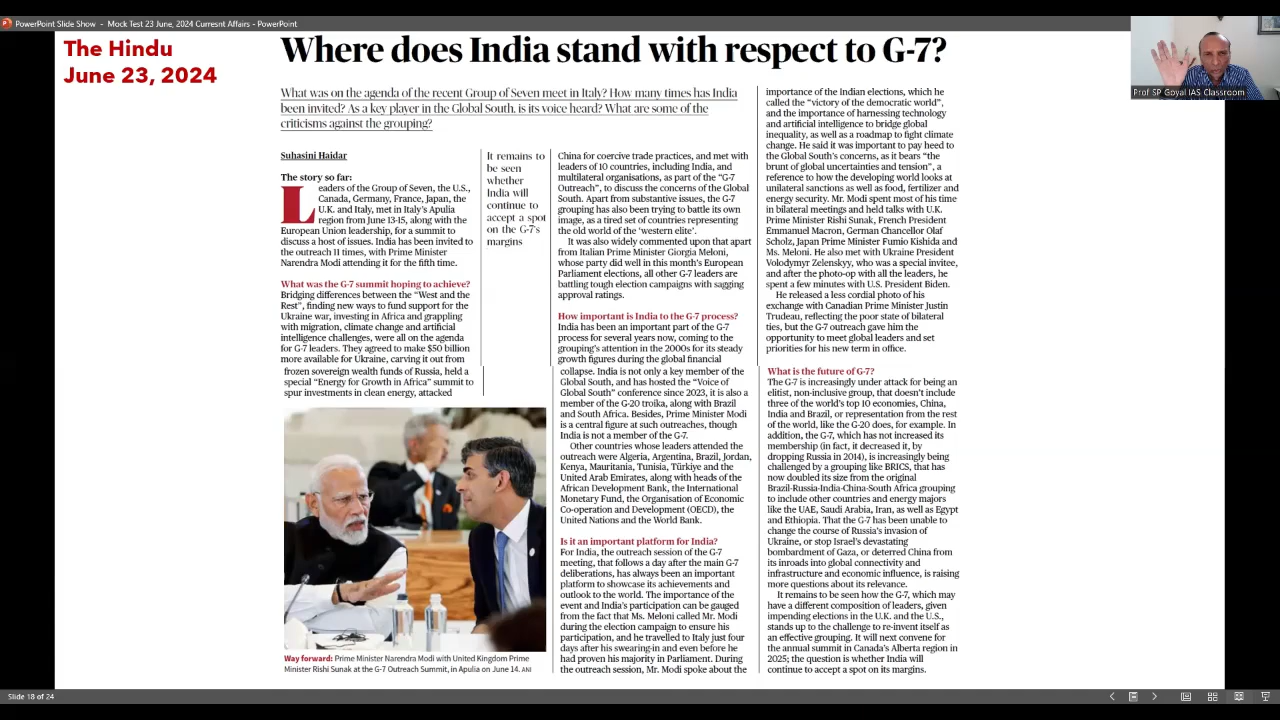 PowerPoint Slide Show - Mock Test 23 June, 2024 Curresnt Affairs - PowerPoint
The Hindu
June 23, 2024
Where does India stand with respect to G-7?
What was on the agenda of the recent Group of Seven meet in Italy? How many times has India
been invited? As a key player in the Global South, is its voice heard? What are some of the
criticisms against the grouping?
Suhasini Haidar
The story so far:
Leaders of the Group of Seven, the U.S.,
Canada, Germany, France, Japan, the
U.K. and Italy, met in Italy's Apulia
region from June 13-15, along with the
European Union leadership, for a summit to
discuss a host of issues. India has been invited to
the outreach 11 times, with Prime Minister
Narendra Modi attending it for the fifth time.
What was the G-7 summit hoping to achieve?
Bridging differences between the "West and the
Rest", finding new ways to fund support for the
Ukraine war, investing in Africa and grappling
with migration, climate change and artificial
intelligence challenges, were all on the agenda
for G-7 leaders. They agreed to make $50 billion
more available for Ukraine, carving it out from
frozen sovereign wealth funds of Russia, held a
special "Energy for Growth in Africa" summit to
spur investments in clean energy, attacked
It remains to
be seen
whether
India will
continue to
accept a spot
on the G-7's
margins
China for coercive trade practices, and met with
leaders of 10 countries, including India, and
multilateral organisations, as part of the "G-7
Outreach", to discuss the concerns of the Global
South. Apart from substantive issues, the G-7
grouping has also been trying to battle its own
image, as a tired set of countries representing
the old world of the 'western elite'.
It was also widely commented upon that apart
from Italian Prime Minister Giorgia Meloni,
whose party did well in this month's European
Parliament elections, all other G-7 leaders are
battling tough election campaigns with sagging
approval ratings.
How important is India to the G-7 process?
India has been an important part of the G-7
process for several years now, coming to the
grouping's attention in the 2000s for its steady
growth figures during the global financial
collapse. India is not only a key member of the
Global South, and has hosted the "Voice of
Global South" conference since 2023, it is also a
member of the G-20 troika, along with Brazil
and South Africa. Besides, Prime Minister Modi
is a central figure at such outreaches, though
India is not a member of the G-7.
Other countries whose leaders attended the
outreach were Algeria, Argentina, Brazil, Jordan,
Kenya, Mauritania, Tunisia, Türkiye and the
United Arab Emirates, along with heads of the
African Development Bank, the International
Monetary Fund, the Organisation of Economic
Co-operation and Development (OECD), the
United Nations and the World Bank.
Is it an important platform for India?
For India, the outreach session of the G-7
meeting, that follows a day after the main G-7
deliberations, has always been an important
platform to showcase its achievements and
outlook to the world. The importance of the
event and India's participation can be gauged
from the fact that Ms. Meloni called Mr. Modi
during the election campaign to ensure his
participation, and he travelled to Italy just four
days after his swearing-in and even before he
had proven his majority in Parliament. During
the outreach session, Mr. Modi spoke about the
importance of the Indian elections, which he
called the "victory of the democratic world",
and the importance of harnessing technology
and artificial intelligence to bridge global
inequality, as well as a roadmap to fight climate
change. He said it was important to pay heed to
the Global South's concerns, as it bears "the
brunt of global uncertainties and tension", a
reference to how the developing world looks at
unilateral sanctions as well as food, fertilizer and
energy security. Mr. Modi spent most of his time
in bilateral meetings and held talks with U.K.
Prime Minister Rishi Sunak, French President
Emmanuel Macron, German Chancellor Olaf
Scholz, Japan Prime Minister Fumio Kishida and
Ms. Meloni. He also met with Ukraine President
Volodymyr Zelenskyy, who was a special invitee,
and after the photo-op with all the leaders, he
spent a few minutes with U.S. President Biden.
He released a less cordial photo of his
exchange with Canadian Prime Minister Justin
Trudeau, reflecting the poor state of bilateral
ties, but the G-7 outreach gave him the
opportunity to meet global leaders and set
priorities for his new term in office.
What is the future of G-7?
The G-7 is increasingly under attack for being an
elitist, non-inclusive group, that doesn't include
three of the world's top 10 economies, China,
India and Brazil, or representation from the rest
of the world, like the G-20 does, for example. In
addition, the G-7, which has not increased its
membership (in fact, it decreased it, by
dropping Russia in 2014), is increasingly being
challenged by a grouping like BRICS, that has
now doubled its size from the original
Brazil-Russia-India-China-South Africa grouping
to include other countries and energy majors
like the UAE, Saudi Arabia, Iran, as well as Egypt
and Ethiopia. That the G-7 has been unable to
change the course of Russia's invasion of
Ukraine, or stop Israel's devastating
bombardment of Gaza, or deterred China from
its inroads into global connectivity and
infrastructure and economic influence, is raising
more questions about its relevance.
It remains to be seen how the G-7, which may
have a different composition of leaders, given
impending elections in the U.K. and the U.S.,
stands up to the challenge to re-invent itself as
an effective grouping. It will next convene for
the annual summit in Canada's Alberta region in
2025; the question is whether India will
continue to accept a spot on its margins.
Way forward: Prime Minister Narendra Modi with United Kingdom Prime
Minister Rishi Sunak at the G-7 Outreach Summit, in Apulia on June 14. ANI
Prof SP Goyal IAS Classroom
Slide 18 of 24